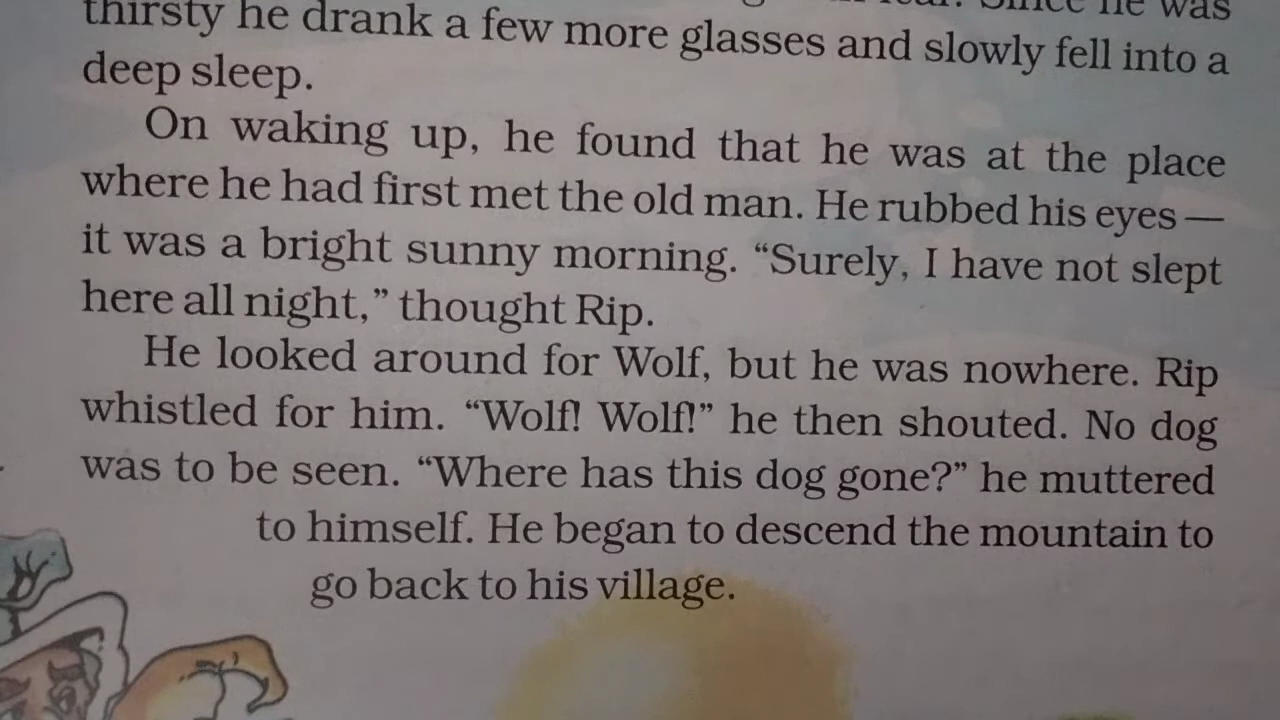 Since he was
thirsty he drank a few more glasses and slowly fell into a
deep sleep.
On waking up, he found that he was at the place
where he had first met the old man. He rubbed his eyes —
it was a bright sunny morning. “Surely, I have not slept
here all night,” thought Rip.
He looked around for Wolf, but he was nowhere. Rip
whistled for him. “Wolf! Wolf!” he then shouted. No dog
was to be seen. “Where has this dog gone?” he muttered
to himself. He began to descend the mountain to
go back to his village.